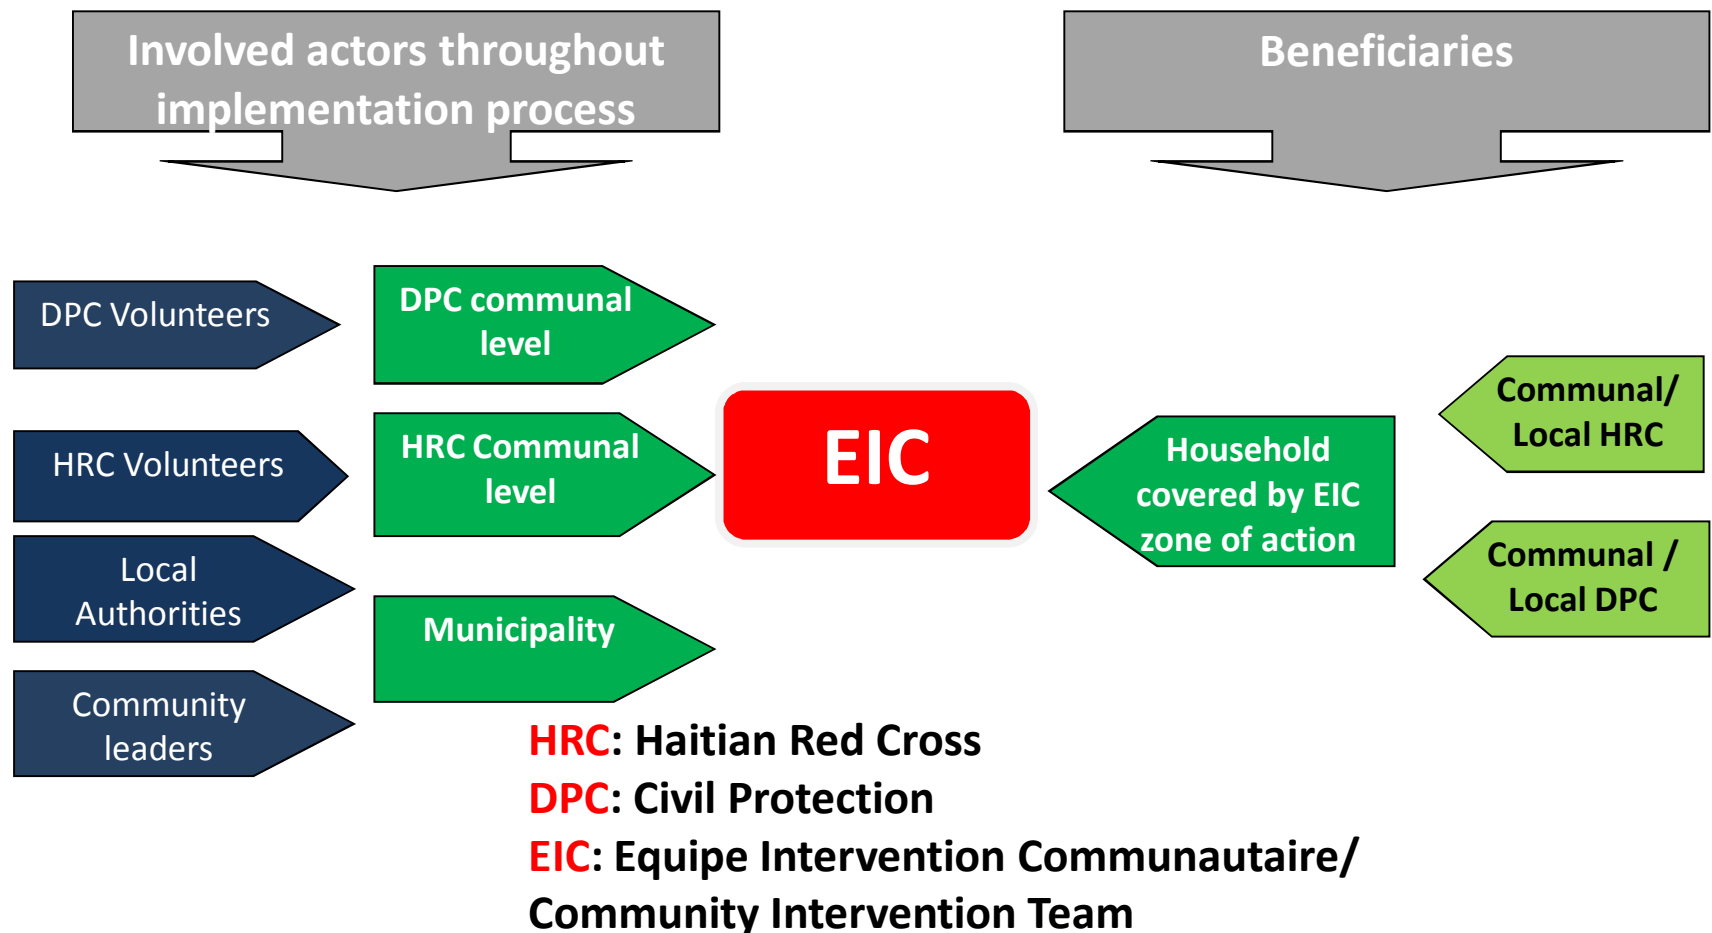 Involved actors throughout
implementation process
Beneficiaries
DPC Volunteers
DPC communal
level
HRC Volunteers
HRC Communal
level
Local
Authorities
Municipality
Community
leaders
EIC
Household
covered by EIC
zone of action
Communal/
Local HRC
Communal /
Local DPC
HRC: Haitian Red Cross
DPC: Civil Protection
EIC: Equipe Intervention Communautaire/
Community Intervention Team